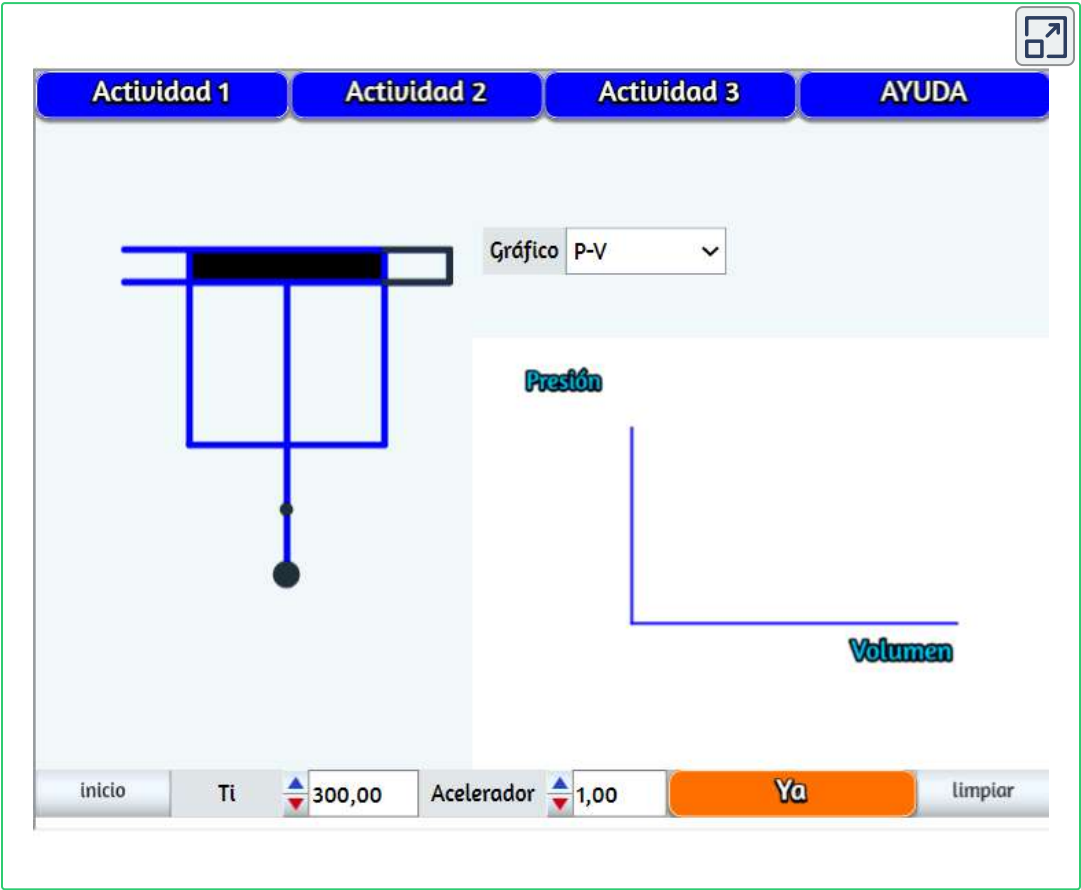 Actividad 1 Actividad 2 Actividad 3 AYUDA
Gráfico P-V
Presión
Volumen
inicio Ti 300,00 Acelerador 1,00 Ya limpiar